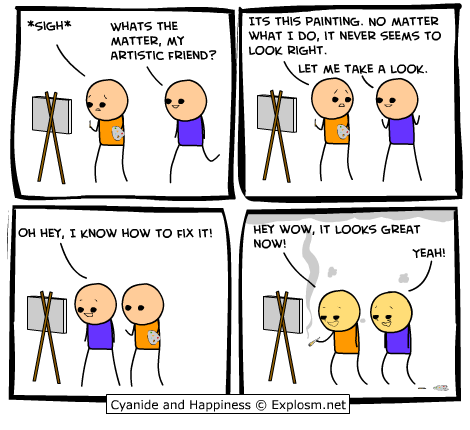 *SIGH*
WHATS THE
MATTER, MY
ARTISTIC FRIEND?
ITS THIS PAINTING. NO MATTER
WHAT I DO, IT NEVER SEEMS TO
LOOK RIGHT.
LET ME TAKE A LOOK.
OH HEY, I KNOW HOW TO FIX IT!
HEY WOW, IT LOOKS GREAT
NOW!
YEAH!
Cyanide and Happiness © Explosm.net